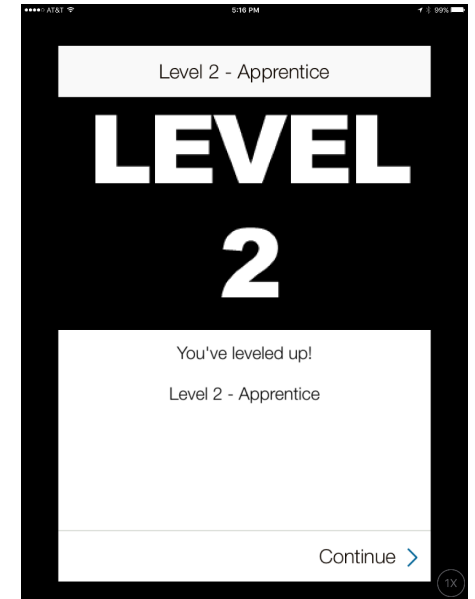 AT&T 5:16 PM 99%
Level 2 - Apprentice
LEVEL
2
You've leveled up!
Level 2 - Apprentice
Continue
1X